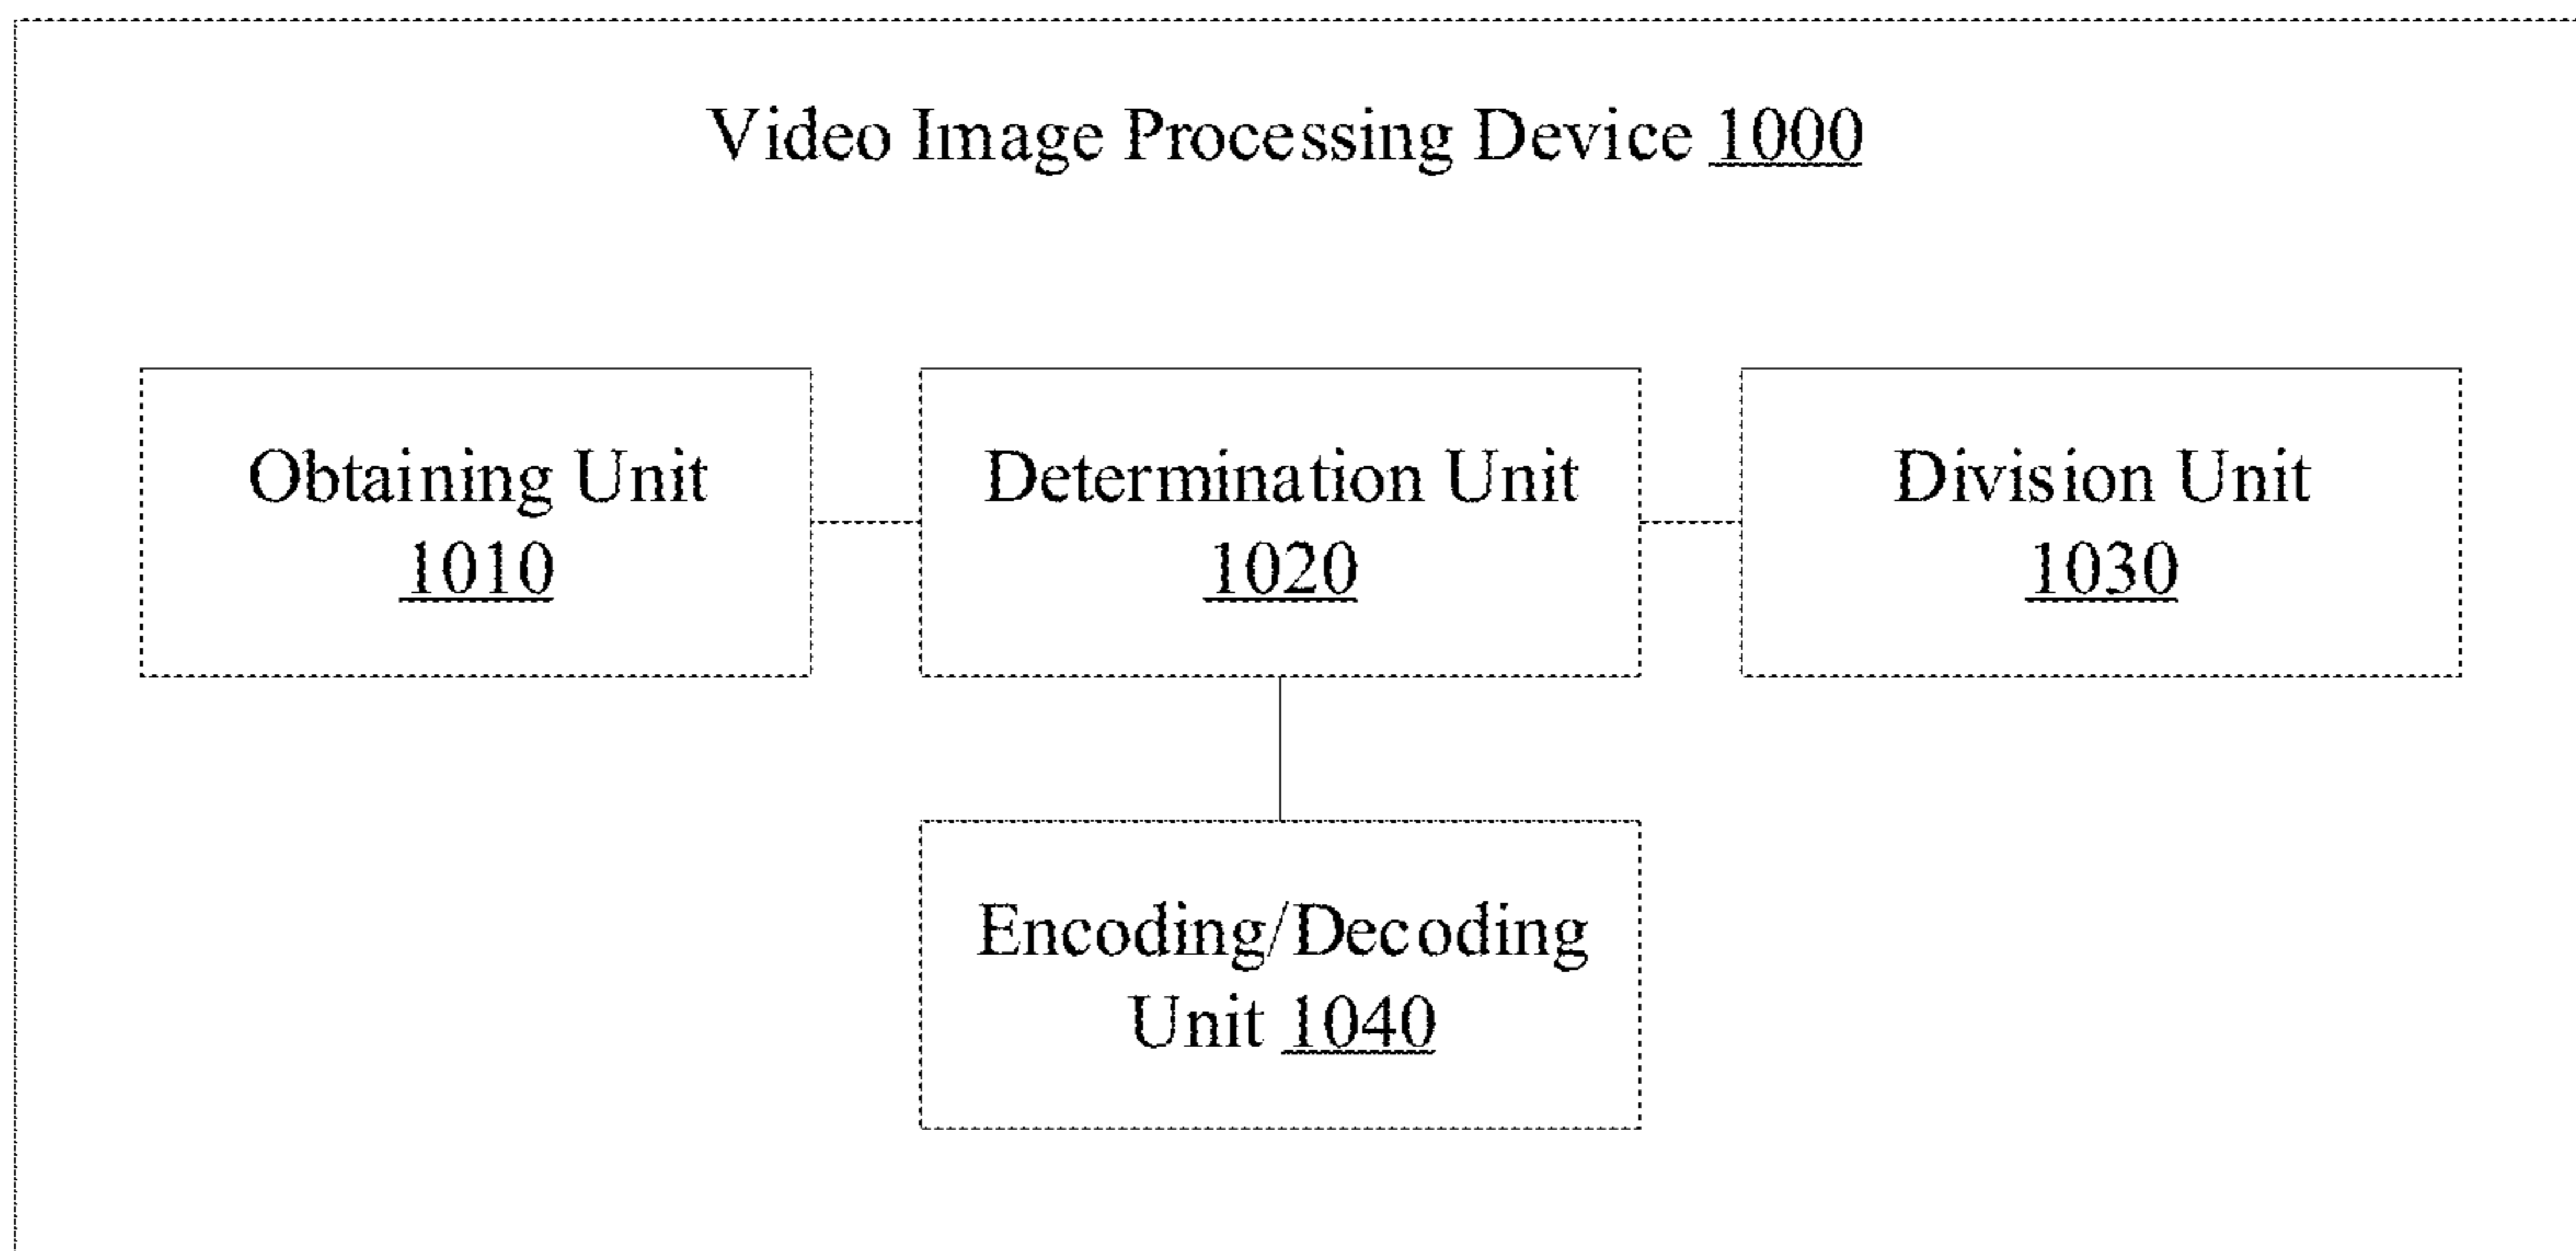 Video Image Processing Device 1000
Obtaining Unit
1010
Determination Unit
1020
Division Unit
1030
Encoding/Decoding
Unit 1040